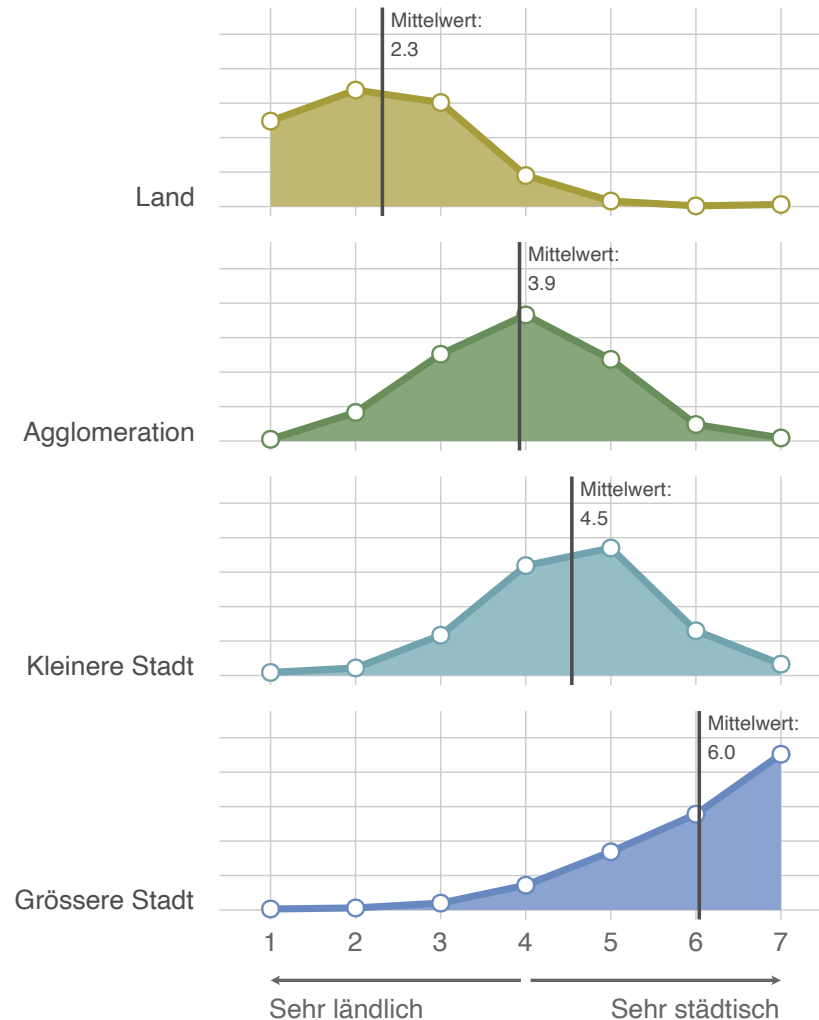 Mittelwert:
2.3
Land
Mittelwert:
3.9
Agglomeration
Mittelwert:
4.5
Kleinere Stadt
Mittelwert:
6.0
Grössere Stadt
1 2 3 4 5 6 7
Sehr ländlich Sehr städtisch